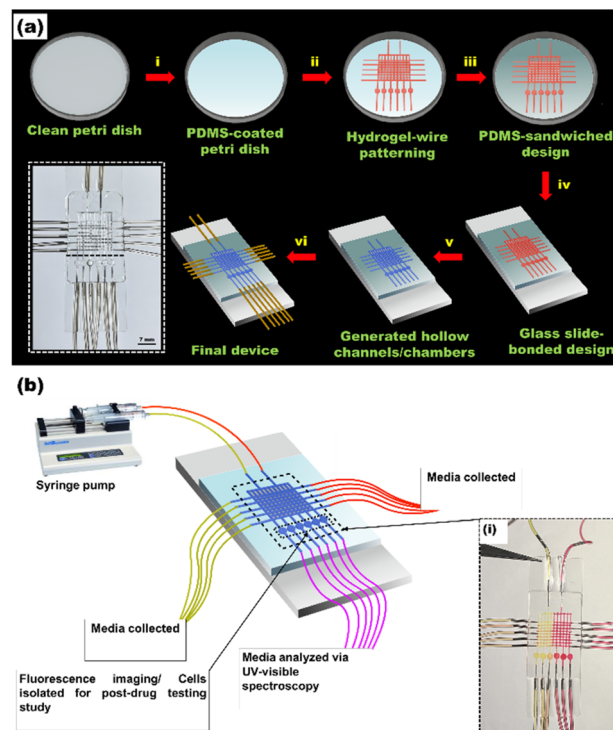 (a)
i
ii
iii
Clean petri dish
PDMS-coated
petri dish
Hydrogel-wire
patterning
PDMS-sandwiched
design
iv
vi
v
7 mm
Final device
Generated hollow
channels/chambers
Glass slide-
bonded design
(b)
Syringe pump
Media collected
(i)
Media collected
Media analyzed via
UV-visible
spectroscopy
Fluorescence imaging/ Cells
isolated for post-drug testing
study